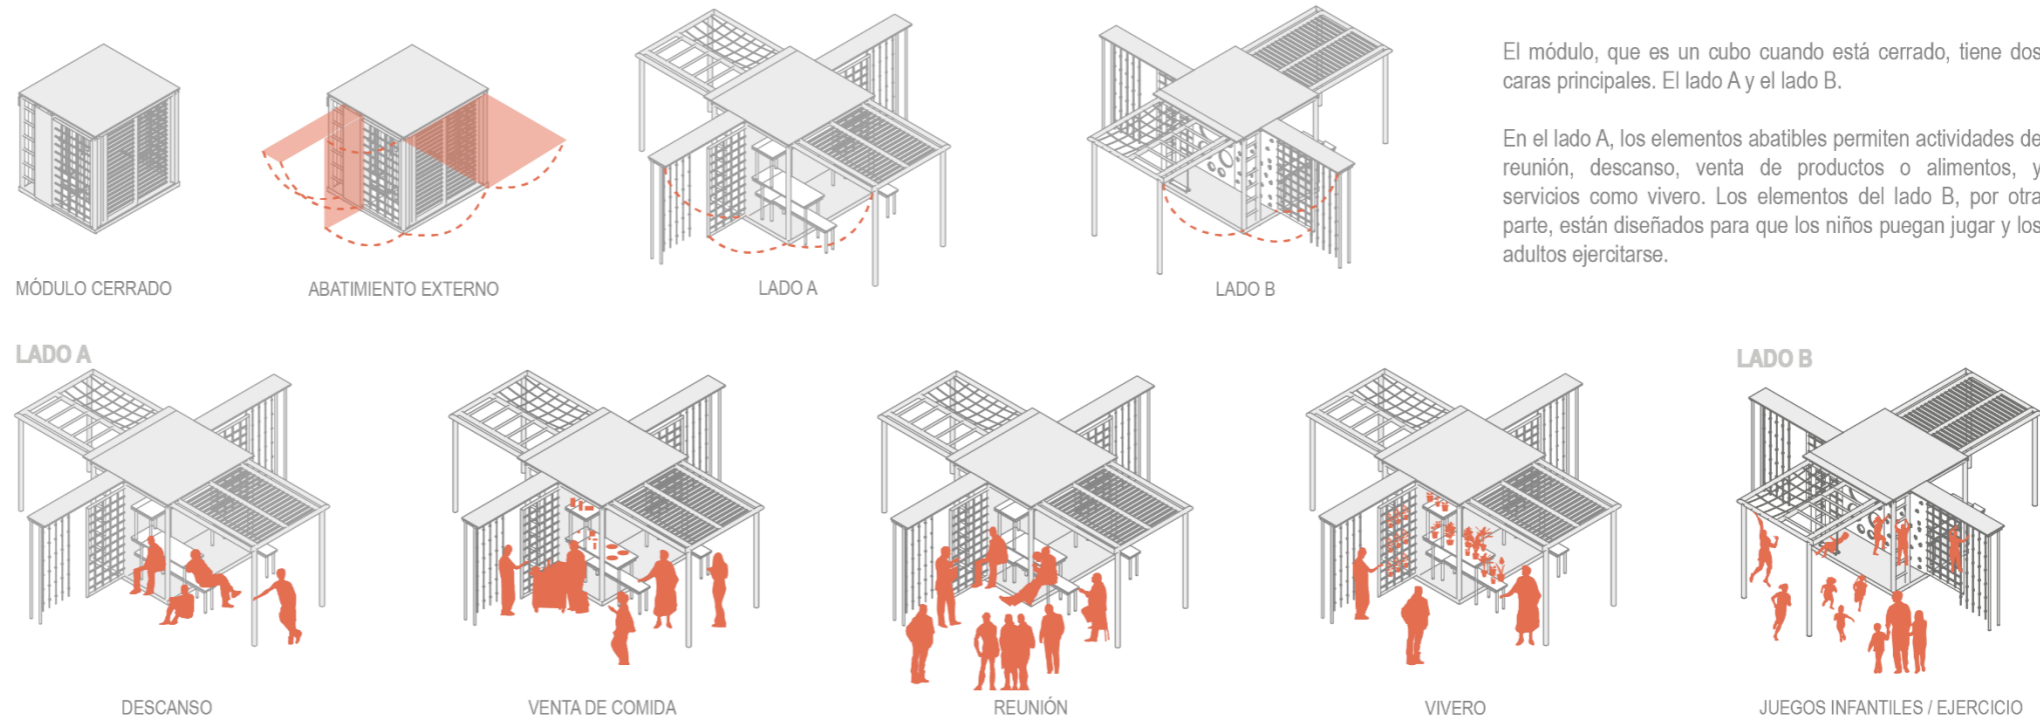 El módulo, que es un cubo cuando está cerrado, tiene dos
caras principales. El lado A y el lado B.
En el lado A, los elementos abatibles permiten actividades de
reunión, descanso, venta de productos o alimentos, y
servicios como vivero. Los elementos del lado B, por otra
parte, están diseñados para que los niños puegan jugar y los
adultos ejercitarse.
MÓDULO CERRADO
ABATIMIENTO EXTERNO
LADO A
LADO B
LADO A
LADO B
DESCANSO
VENTA DE COMIDA
REUNIÓN
VIVERO
JUEGOS INFANTILES / EJERCICIO